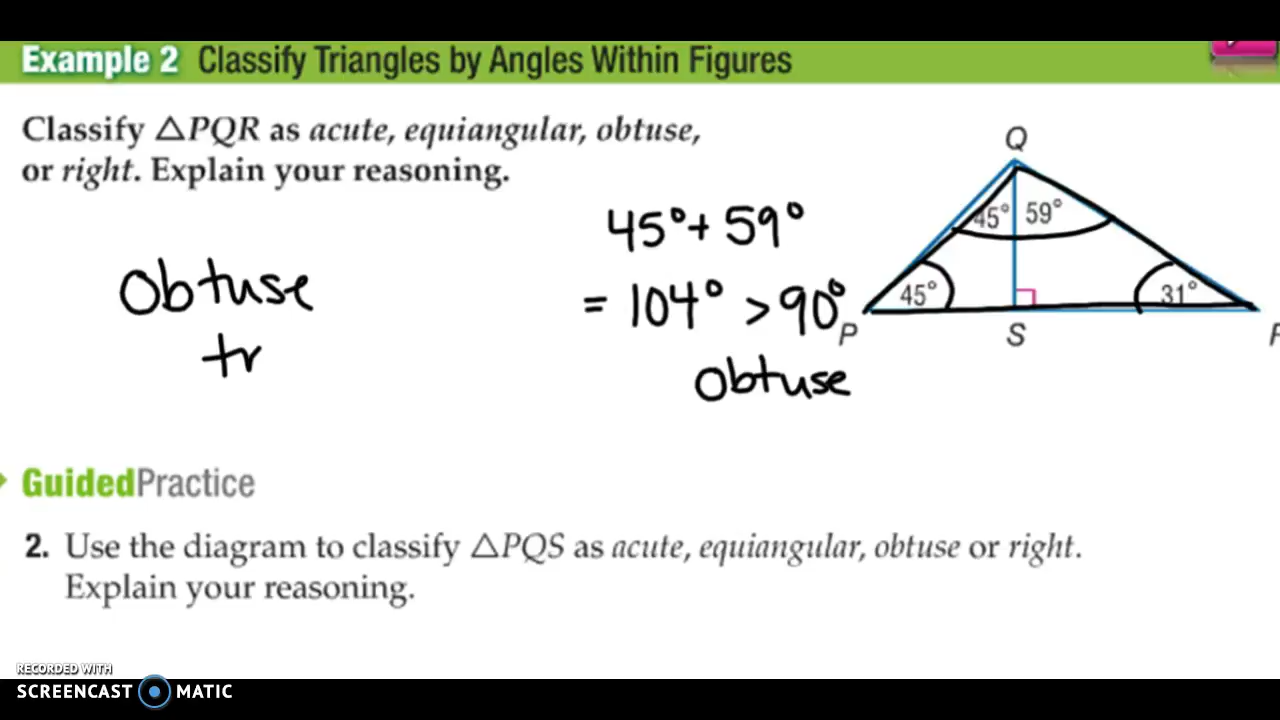 Example 2 Classify Triangles by Angles Within Figures
Classify △PQR as acute, equiangular, obtuse,
or right. Explain your reasoning.
Q
45° 59°
45° + 59°
Obtuse
= 104° > 90°
45°
31°
P
S
tr
Obtuse
GuidedPractice
2. Use the diagram to classify △PQS as acute, equiangular, obtuse or right.
Explain your reasoning.
RECORDED WITH
SCREENCAST MATIC